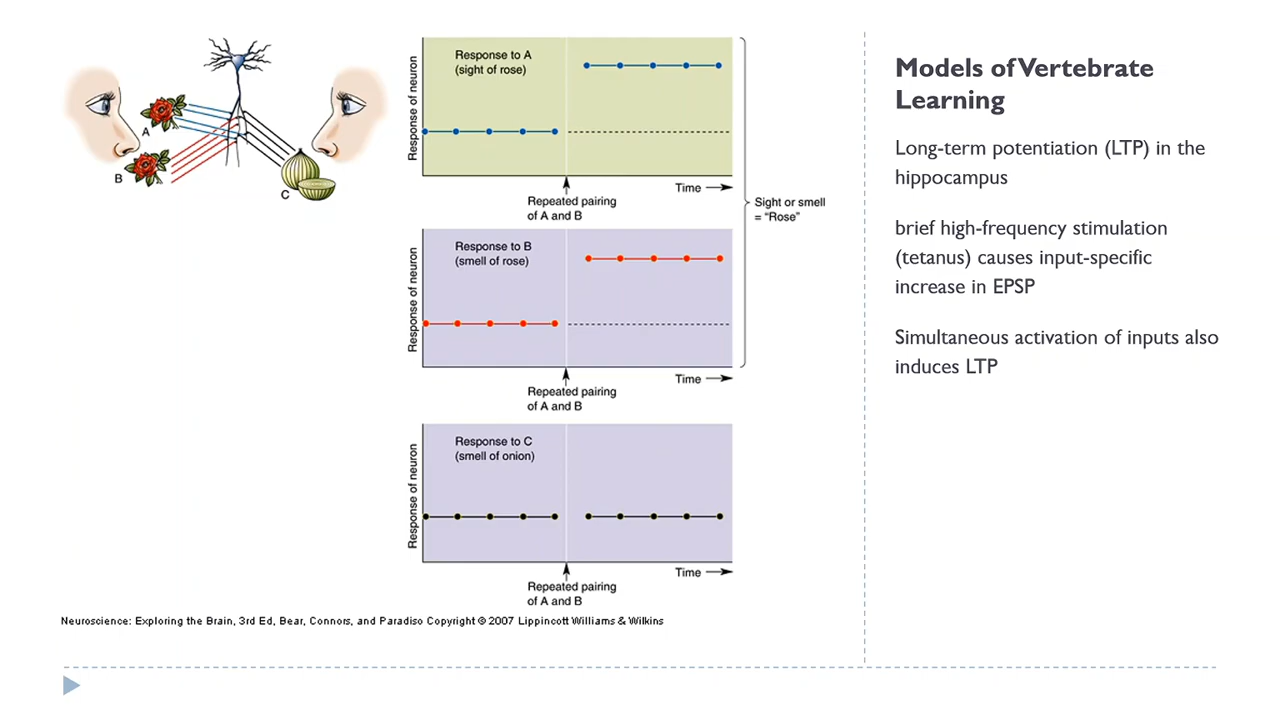 A
B
C
Response of neuron
Response to A
(sight of rose)
Time
Repeated pairing
of A and B
Response of neuron
Response to B
(smell of rose)
Time
Repeated pairing
of A and B
Sight or smell
= “Rose”
Response of neuron
Response to C
(smell of onion)
Time
Repeated pairing
of A and B
Neuroscience: Exploring the Brain, 3rd Ed, Bear, Connors, and Paradiso Copyright © 2007 Lippincott Williams & Wilkins
Models of Vertebrate
Learning
Long-term potentiation (LTP) in the
hippocampus
brief high-frequency stimulation
(tetanus) causes input-specific
increase in EPSP
Simultaneous activation of inputs also
induces LTP